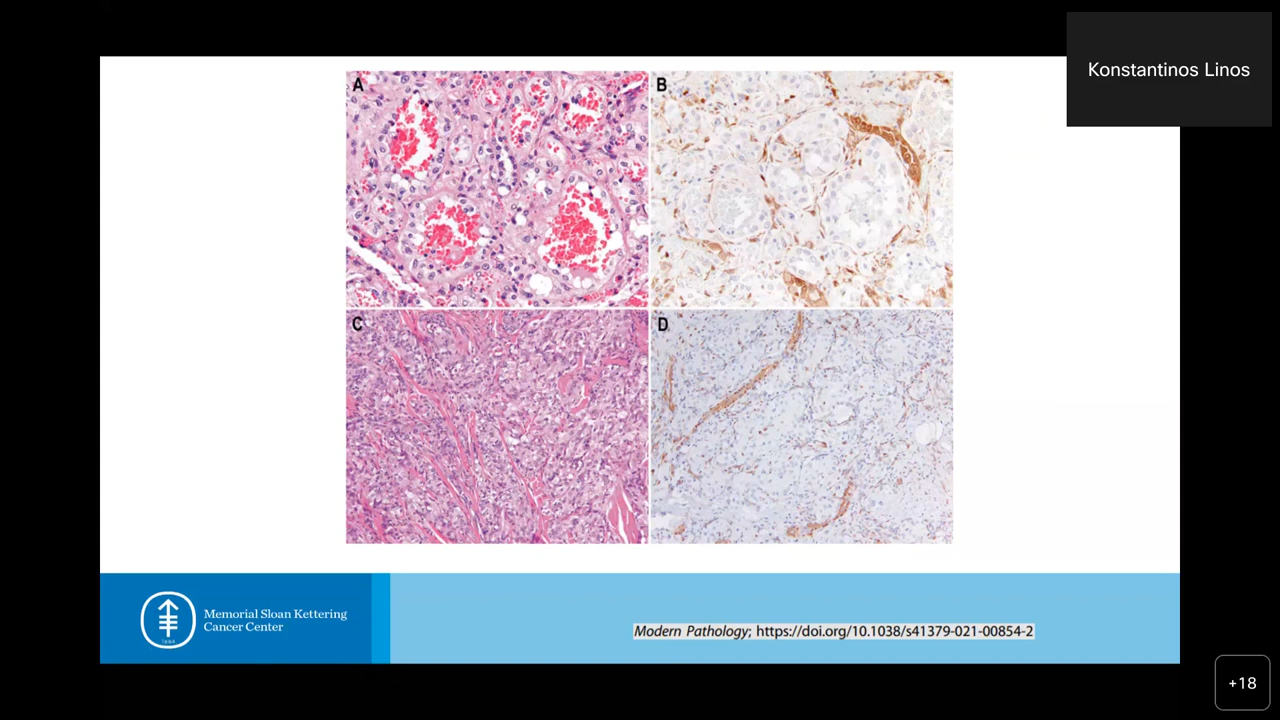 Konstantinos Linos
A
B
C
D
Memorial Sloan Kettering
Cancer Center
1884
Modern Pathology; https://doi.org/10.1038/s41379-021-00854-2
+18